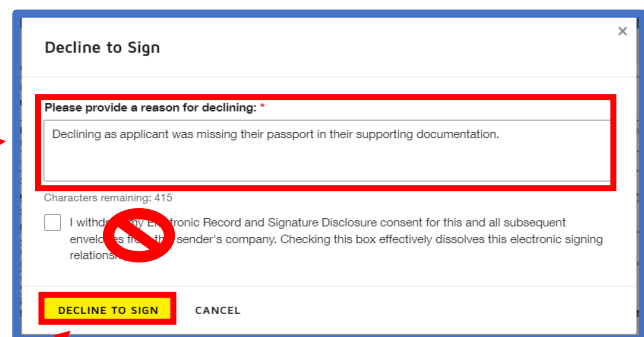 Decline to Sign
×
Please provide a reason for declining: *
Declining as applicant was missing their passport in their supporting documentation.
Characters remaining: 415
I my Electronic Record and Signature Disclosure consent for this and all subsequent
sender's company. Checking this box effectively dissolves this electronic signing
DECLINE TO SIGN CANCEL